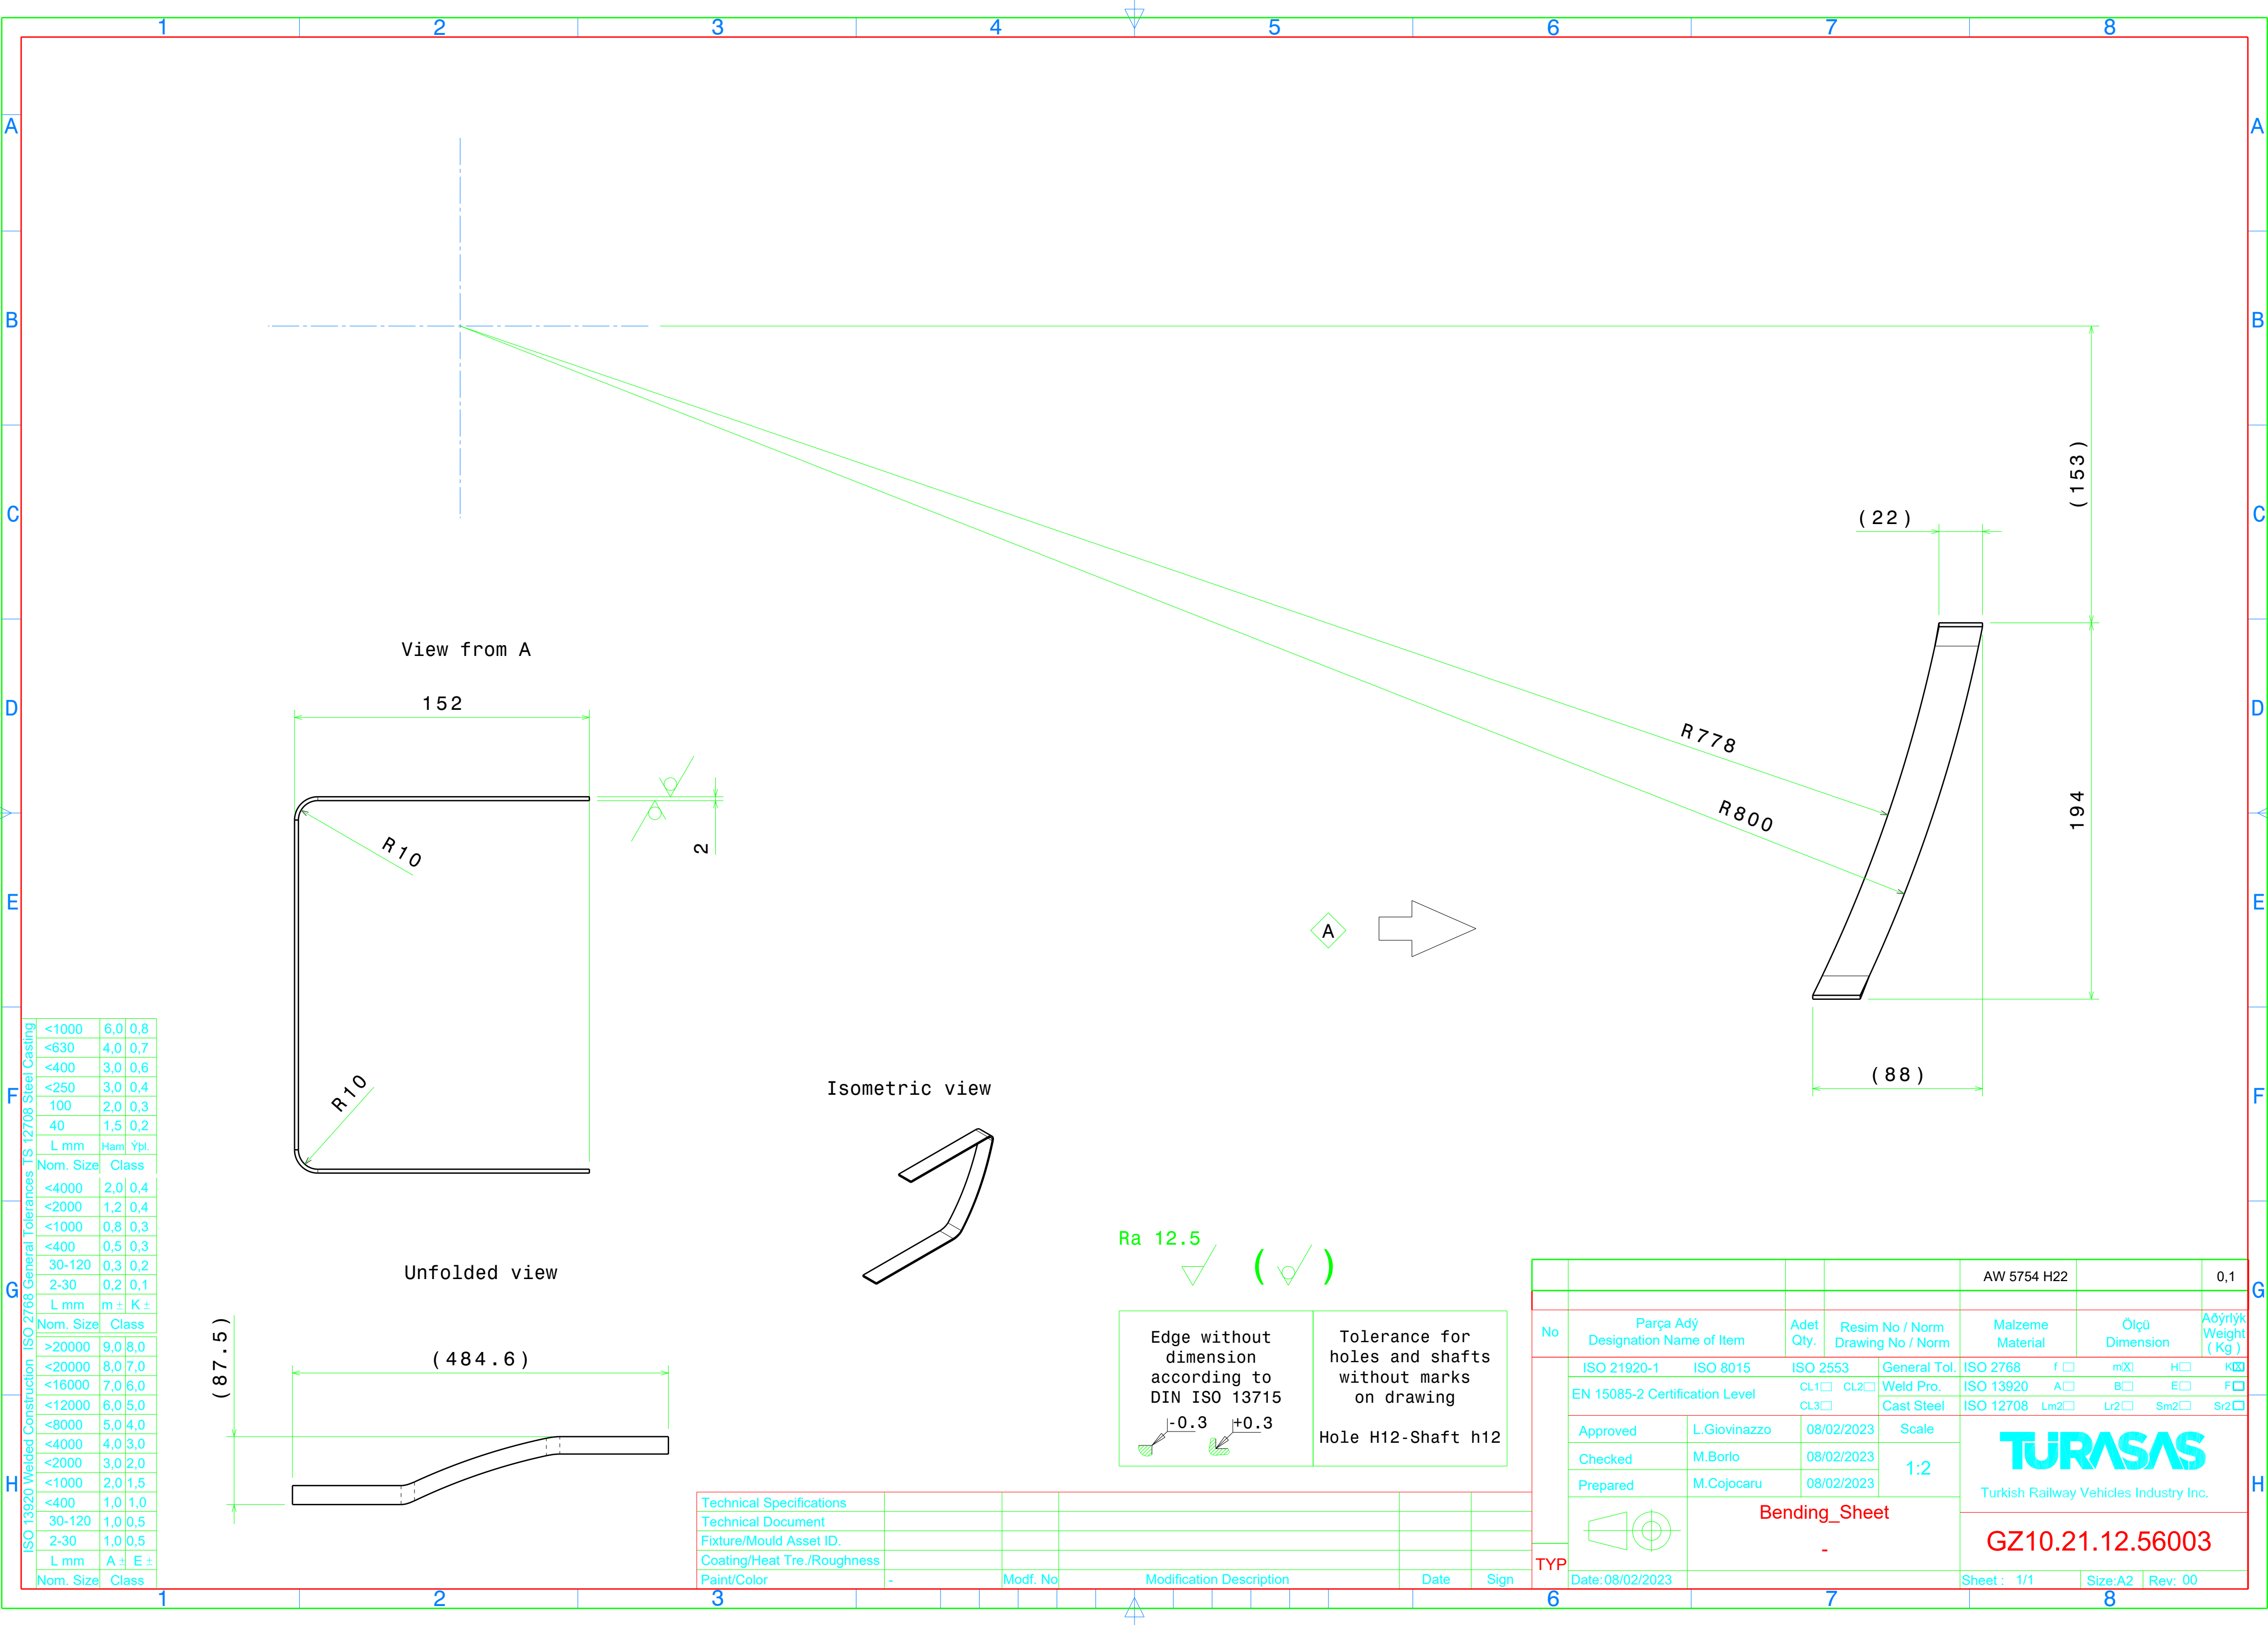 1 2 3 4 5 6 7 8
A A
B B
C C
D D
E E
F F
G G
H H
(153)
(22)
View from A
152
R778
R800
194
R10
2
A
R10
(88)
Isometric view
Unfolded view
(87.5)
(484.6)
Ra 12.5
( )
Edge without
dimension
according to
DIN ISO 13715
-0.3 +0.3
Tolerance for
holes and shafts
without marks
on drawing
Hole H12-Shaft h12
ISO 13920 Welded Construction ISO 2768 General Tolerances TS 12708 Steel Casting
<1000 6,0 0,8
<630 4,0 0,7
<400 3,0 0,6
<250 3,0 0,4
100 2,0 0,3
40 1,5 0,2
L mm Ham Ýbl.
Nom. Size Class
<4000 2,0 0,4
<2000 1,2 0,4
<1000 0,8 0,3
<400 0,5 0,3
30-120 0,3 0,2
2-30 0,2 0,1
L mm m ± K ±
Nom. Size Class
>20000 9,0 8,0
<20000 8,0 7,0
<16000 7,0 6,0
<12000 6,0 5,0
<8000 5,0 4,0
<4000 4,0 3,0
<2000 3,0 2,0
<1000 2,0 1,5
<400 1,0 1,0
30-120 1,0 0,5
2-30 1,0 0,5
L mm A ± E ±
Nom. Size Class
Technical Specifications
Technical Document
Fixture/Mould Asset ID.
Coating/Heat Tre./Roughness
Paint/Color - Modf. No Modification Description Date Sign
AW 5754 H22 0,1
No Parça Adý Adet Resim No / Norm Malzeme Ölçü Aðýrlýk
Designation Name of Item Qty. Drawing No / Norm Material Dimension Weight
( Kg )
ISO 21920-1 ISO 8015 ISO 2553 General Tol. ISO 2768 f m X H K X
EN 15085-2 Certification Level CL1 CL2 Weld Pro. ISO 13920 A B E F
CL3 Cast Steel ISO 12708 Lm2 Lr2 Sm2 Sr2
Approved L.Giovinazzo 08/02/2023 Scale
Checked M.Borlo 08/02/2023 1:2
Prepared M.Cojocaru 08/02/2023
TURASAS
Turkish Railway Vehicles Industry Inc.
Bending_Sheet
-
GZ10.21.12.56003
TYP
Date: 08/02/2023 Sheet : 1/1 Size:A2 Rev: 00
1 2 3 6 7 8